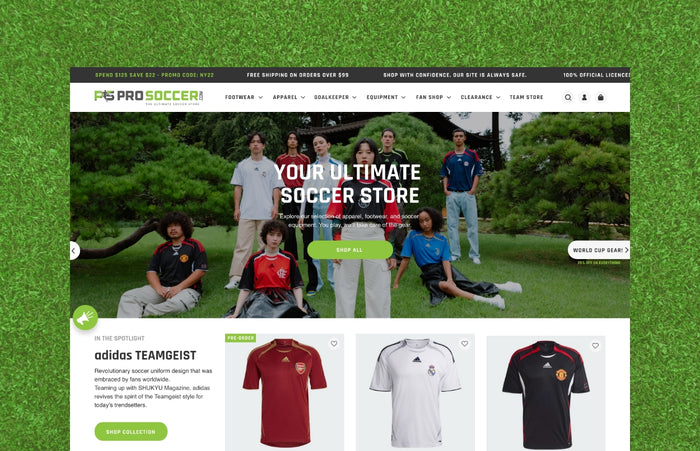 SPEND $125 SAVE $22 - PROMO CODE: NY22
FREE SHIPPING ON ORDERS OVER $99
SHOP WITH CONFIDENCE. OUR SITE IS ALWAYS SAFE.
100% OFFICIAL LICENCED
PROSOCCER.COM
THE ULTIMATE SOCCER STORE
FOOTWEAR
APPAREL
GOALKEEPER
EQUIPMENT
FAN SHOP
CLEARANCE
TEAM STORE
YOUR ULTIMATE
SOCCER STORE
Explore our selection of apparel, footwear, and soccer
equipment. You play, we'll take care of the gear.
SHOP ALL
WORLD CUP GEAR!
25% OFF ON EVERYTHING
IN THE SPOTLIGHT
adidas TEAMGEIST
Revolutionary soccer uniform design that was
embraced by fans worldwide.
Teaming up with SHUKYU Magazine, adidas
revives the spirit of the Teamgeist style for
today's trendsetters.
SHOP COLLECTION
PRE-ORDER